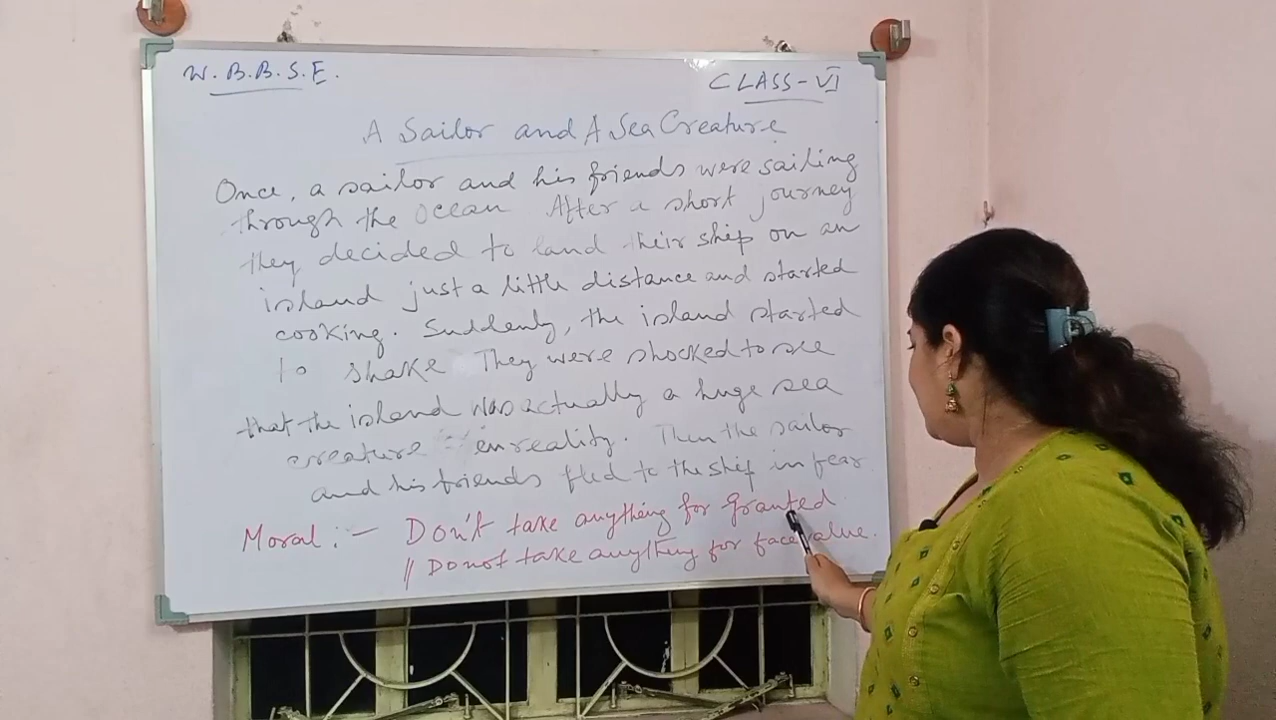 W. B. B. S. E.
CLASS - VI
A Sailor and A Sea Creature
Once, a sailor and his friends were sailing
through the Ocean After a short journey
they decided to land their ship on an
island just a little distance and started
cooking. Suddenly, the island started
to shake They were shocked to see
that the island was actually a huge sea
creature in reality. Then the sailor
and his friends fled to the ship in fear
Moral :- Don't take anything for granted
// Do not take anything for face value.